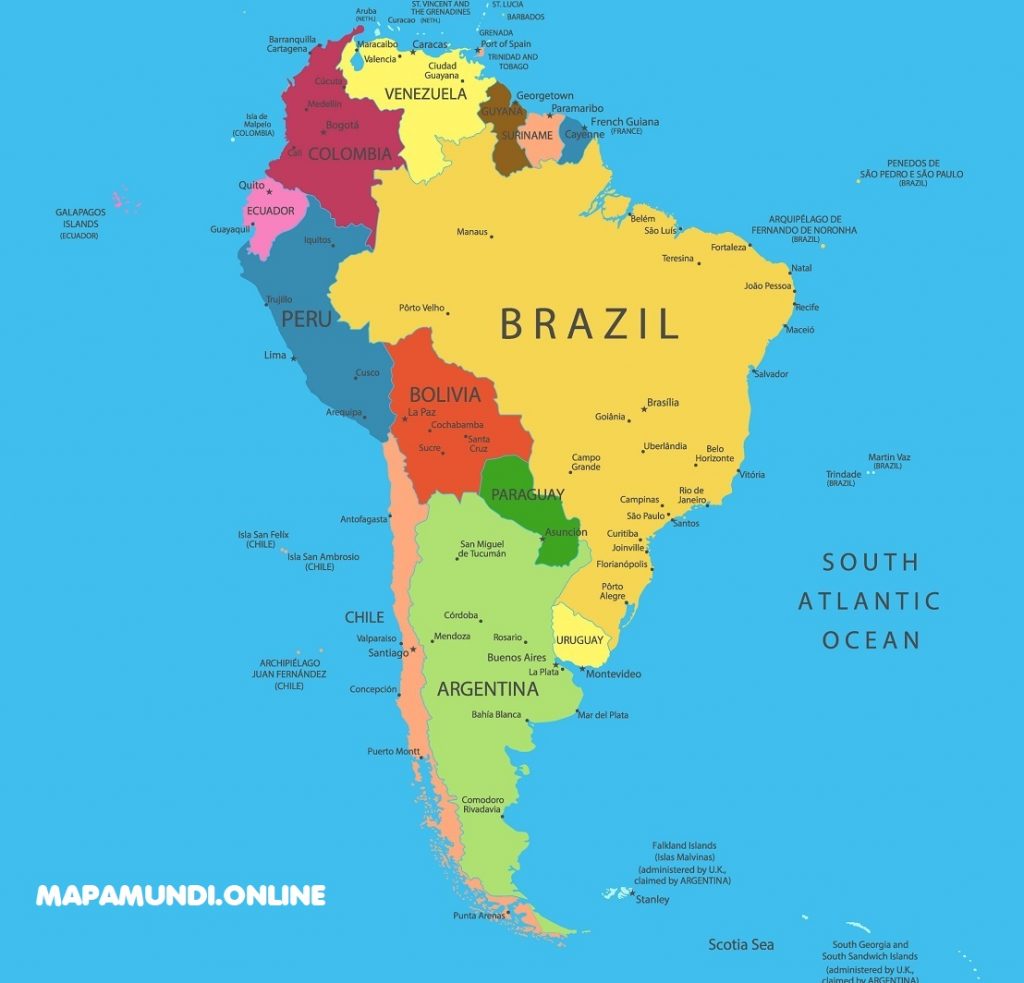 ST. LUCIA
ST. VINCENT AND
THE GRENADINES
(NETH.)
BARBADOS
Aruba
(NETH.)
Curacao
GRENADA
Port of Spain
TRINIDAD AND
TOBAGO
Barranquilla
Cartagena
Maracaibo
Caracas
Valencia
Ciudad
Guayana
VENEZUELA
Cúcuta
Medellín
Bogotá
Cali
COLOMBIA
Isla de
Malpelo
(COLOMBIA)
Georgetown
GUYANA
Paramaribo
SURINAME
French Guiana
(FRANCE)
Cayenne
PENEDOS DE
SÃO PEDRO E SÃO PAULO
(BRAZIL)
Quito
ECUADOR
Guayaquil
GALAPAGOS
ISLANDS
(ECUADOR)
Iquitos
Manaus
Belém
São Luís
ARQUIPÉLAGO DE
FERNANDO DE NORONHA
(BRAZIL)
Fortaleza
Teresina
Natal
João Pessoa
Recife
Maceió
Trujillo
PERU
Pôrto Velho
BRAZIL
Lima
Cusco
Arequipa
Salvador
BOLIVIA
La Paz
Cochabamba
Santa
Cruz
Sucre
Brasília
Goiânia
Uberlândia
Belo
Horizonte
Campo
Grande
Vitória
Martin Vaz
(BRAZIL)
Trindade
(BRAZIL)
PARAGUAY
Asunción
Rio de
Janeiro
Campinas
São Paulo
Santos
Curitiba
Joinville
Florianópolis
Pôrto
Alegre
Antofagasta
Isla San Felix
(CHILE)
Isla San Ambrosio
(CHILE)
San Miguel
de Tucumán
SOUTH
ATLANTIC
OCEAN
CHILE
Valparaiso
Santiago
Córdoba
Mendoza
Rosario
Buenos Aires
La Plata
URUGUAY
Montevideo
ARCHIPIÉLAGO
JUAN FERNÁNDEZ
(CHILE)
Concepción
ARGENTINA
Bahía Blanca
Mar del Plata
Puerto Montt
Comodoro
Rivadavia
Falkland Islands
(Islas Malvinas)
(administered by U.K.,
claimed by ARGENTINA)
Stanley
MAPAMUNDI.ONLINE
Punta Arenas
Scotia Sea
South Georgia and
South Sandwich Islands
(administered by U.K.,
claimed by ARGENTINA)